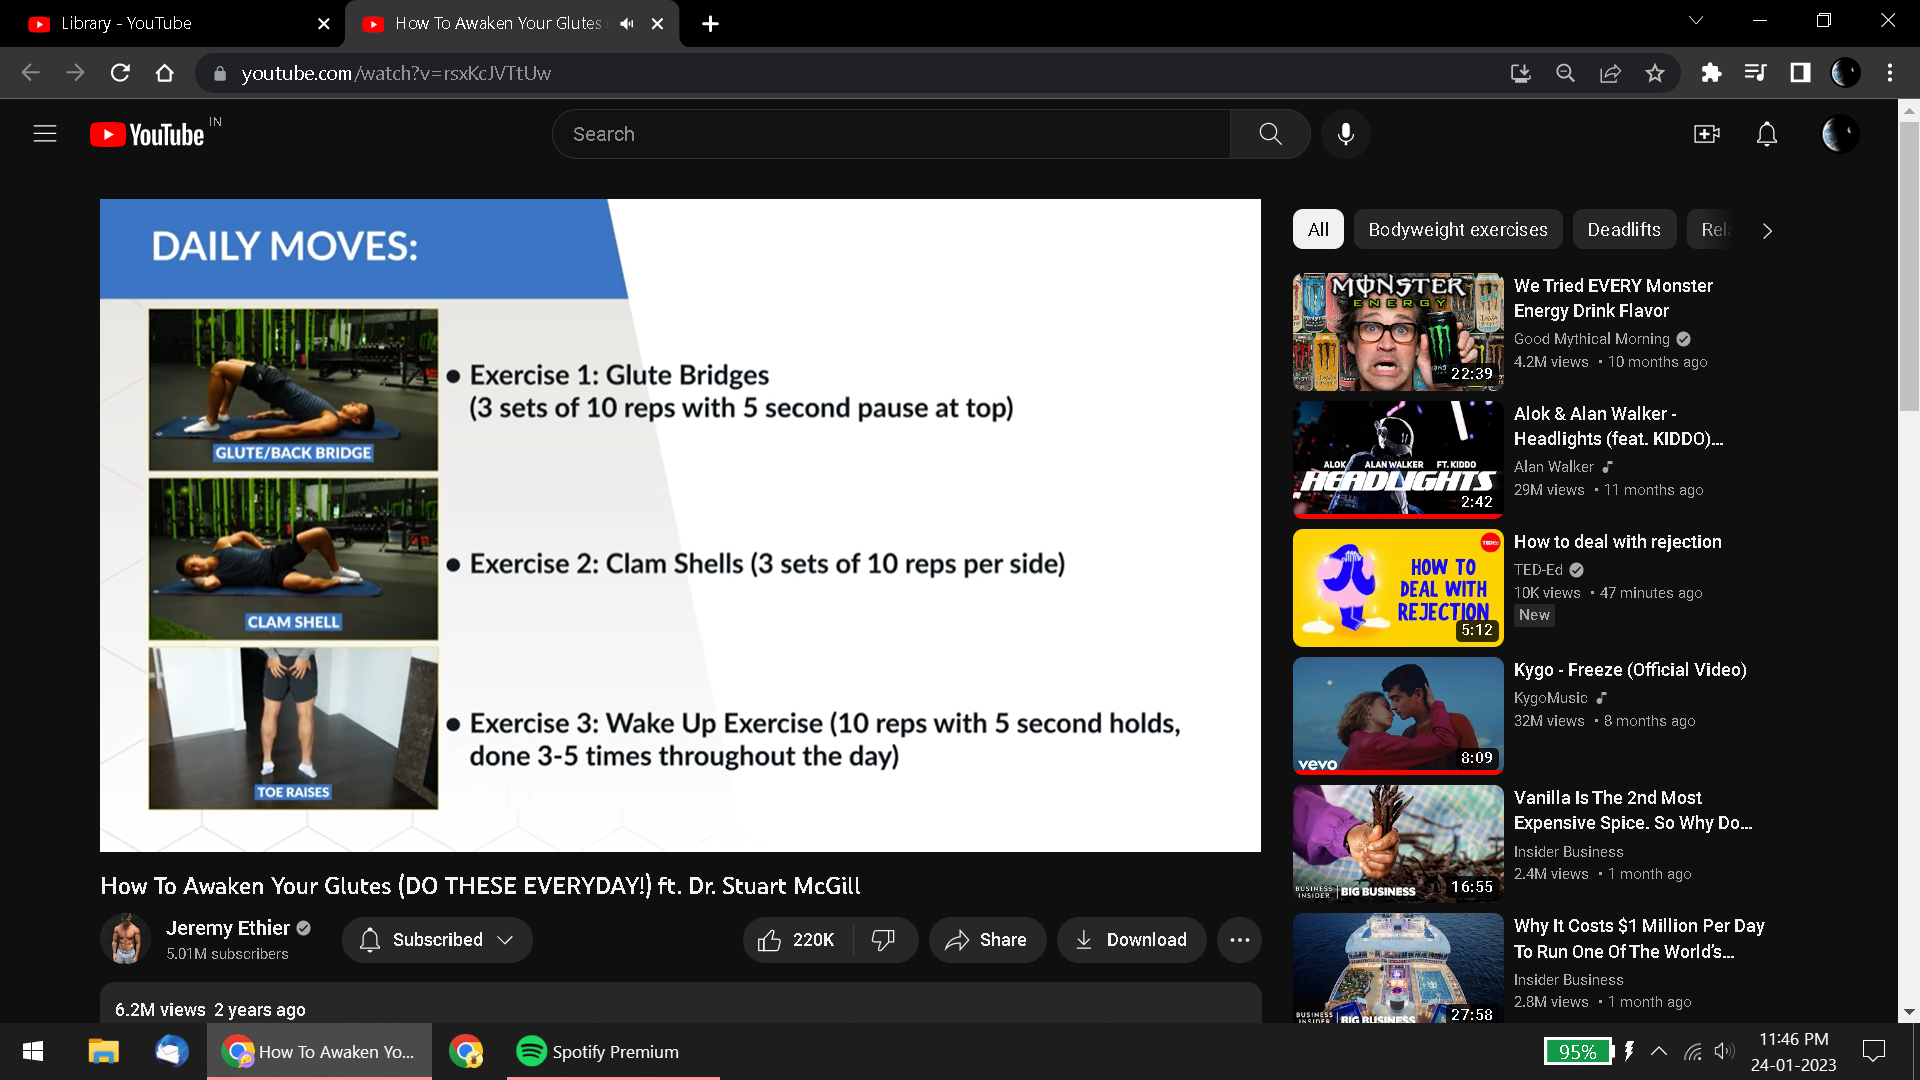 Library - YouTube
How To Awaken Your Glutes
youtube.com/watch?v=rsxKcJVTtUw
YouTube IN
Search
DAILY MOVES:
GLUTE/BACK BRIDGE
• Exercise 1: Glute Bridges
(3 sets of 10 reps with 5 second pause at top)
CLAM SHELL
• Exercise 2: Clam Shells (3 sets of 10 reps per side)
TOE RAISES
• Exercise 3: Wake Up Exercise (10 reps with 5 second holds,
done 3-5 times throughout the day)
How To Awaken Your Glutes (DO THESE EVERYDAY!) ft. Dr. Stuart McGill
Jeremy Ethier
5.01M subscribers
Subscribed
220K
Share
Download
6.2M views 2 years ago
All
Bodyweight exercises
Deadlifts
Rel
MONSTER
ENERGY
22:39
We Tried EVERY Monster
Energy Drink Flavor
Good Mythical Morning
4.2M views • 10 months ago
ALOK ALAN WALKER FT. KIDDO
HEADLIGHTS
2:42
Alok & Alan Walker -
Headlights (feat. KIDDO)...
Alan Walker
29M views • 11 months ago
TED-Ed
HOW TO
DEAL WITH
REJECTION
5:12
How to deal with rejection
TED-Ed
10K views • 47 minutes ago
New
vevo
8:09
Kygo - Freeze (Official Video)
KygoMusic
32M views • 8 months ago
BUSINESS
INSIDER | BIG BUSINESS
16:55
Vanilla Is The 2nd Most
Expensive Spice. So Why Do...
Insider Business
2.4M views • 1 month ago
BUSINESS
INSIDER | BIG BUSINESS
27:58
Why It Costs $1 Million Per Day
To Run One Of The World's...
Insider Business
2.8M views • 1 month ago
How To Awaken Yo...
Spotify Premium
95%
11:46 PM
24-01-2023